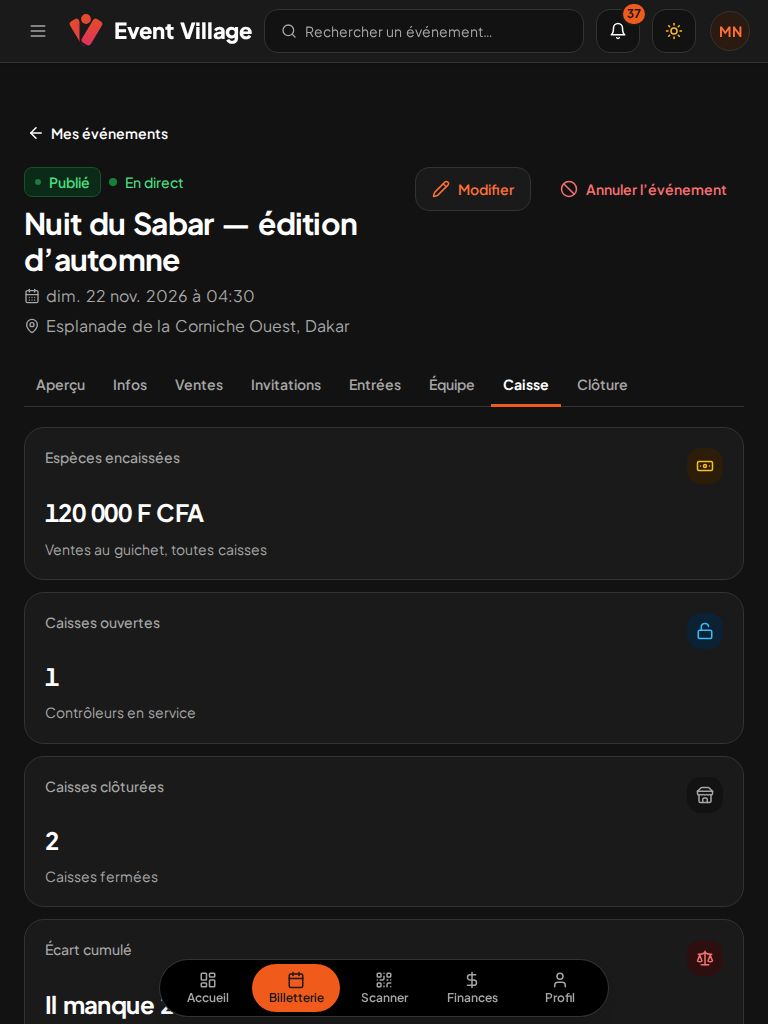 Event Village
Rechercher un événement...
37
MN
Mes événements
Publié
En direct
Modifier
Annuler l'événement
Nuit du Sabar — édition
d'automne
dim. 22 nov. 2026 à 04:30
Esplanade de la Corniche Ouest, Dakar
Aperçu
Infos
Ventes
Invitations
Entrées
Équipe
Caisse
Clôture
Espèces encaissées
120 000 F CFA
Ventes au guichet, toutes caisses
Caisses ouvertes
1
Contrôleurs en service
Caisses clôturées
2
Caisses fermées
Écart cumulé
Il manque
Accueil
Billetterie
Scanner
Finances
Profil